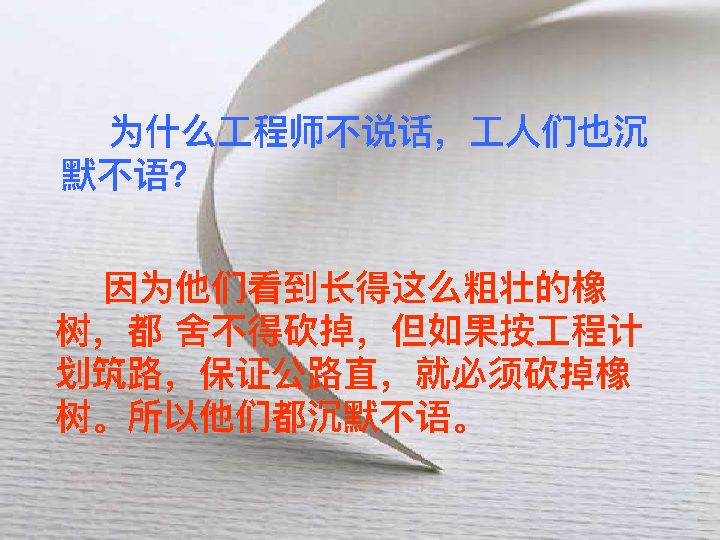 为什么工程师不说话，工人们也沉
默不语？
因为他们看到长得这么粗壮的橡
树，都 舍不得砍掉，但如果按工程计
划筑路，保证公路直，就必须砍掉橡
树。所以他们都沉默不语。